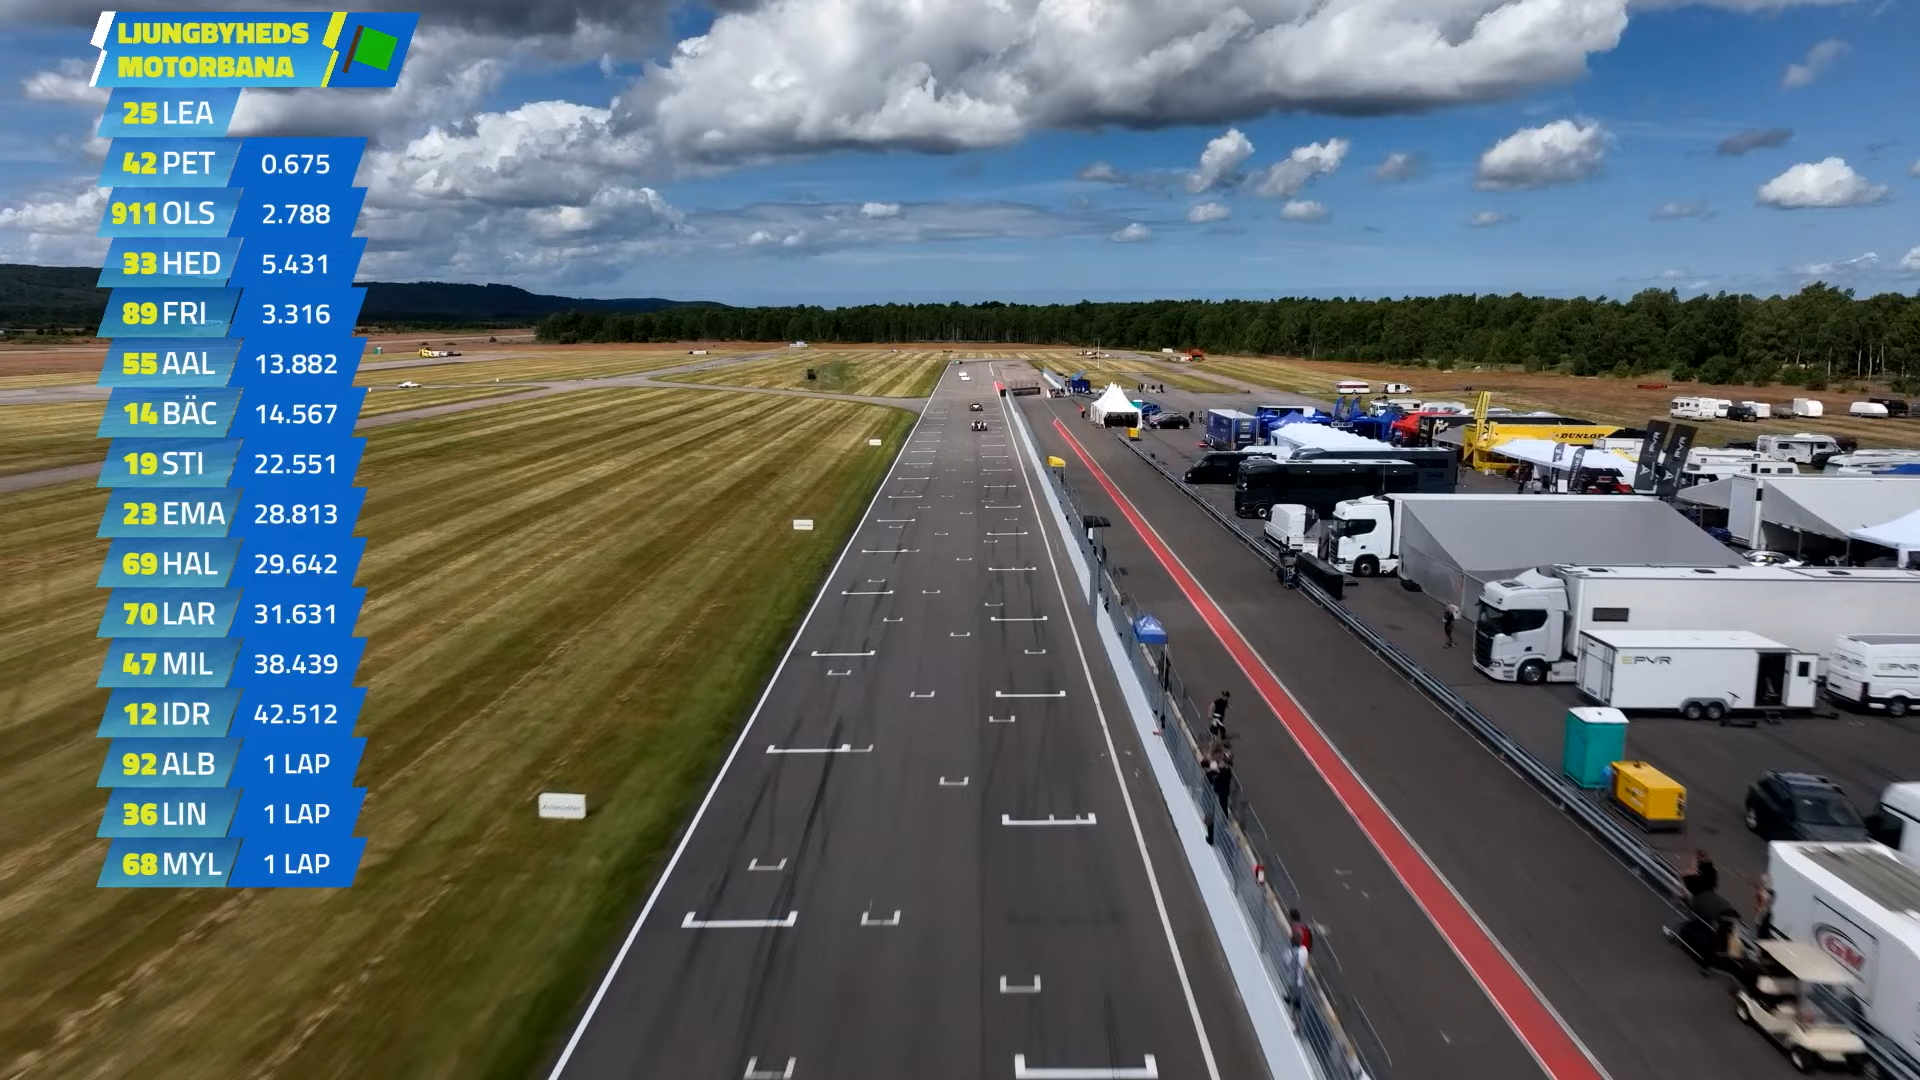 LJUNGBYHEDS
MOTORBANA
25 LEA
42 PET 0.675
911 OLS 2.788
33 HED 5.431
89 FRI 3.316
55 AAL 13.882
14 BÄC 14.567
19 STI 22.551
23 EMA 28.813
69 HAL 29.642
70 LAR 31.631
47 MIL 38.439
12 IDR 42.512
92 ALB 1 LAP
36 LIN 1 LAP
68 MYL 1 LAP
DUNLOP
EPVR
EPVR
GM